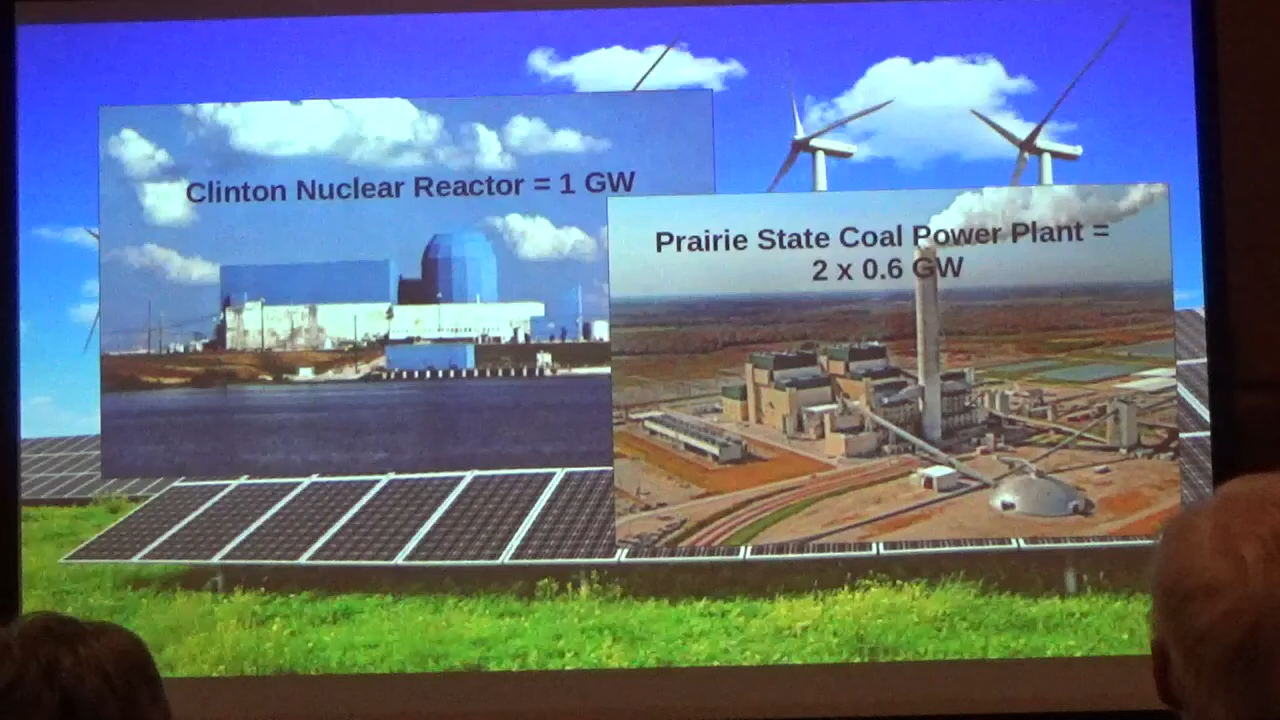 Clinton Nuclear Reactor = 1 GW
Prairie State Coal Power Plant =
2 x 0.6 GW